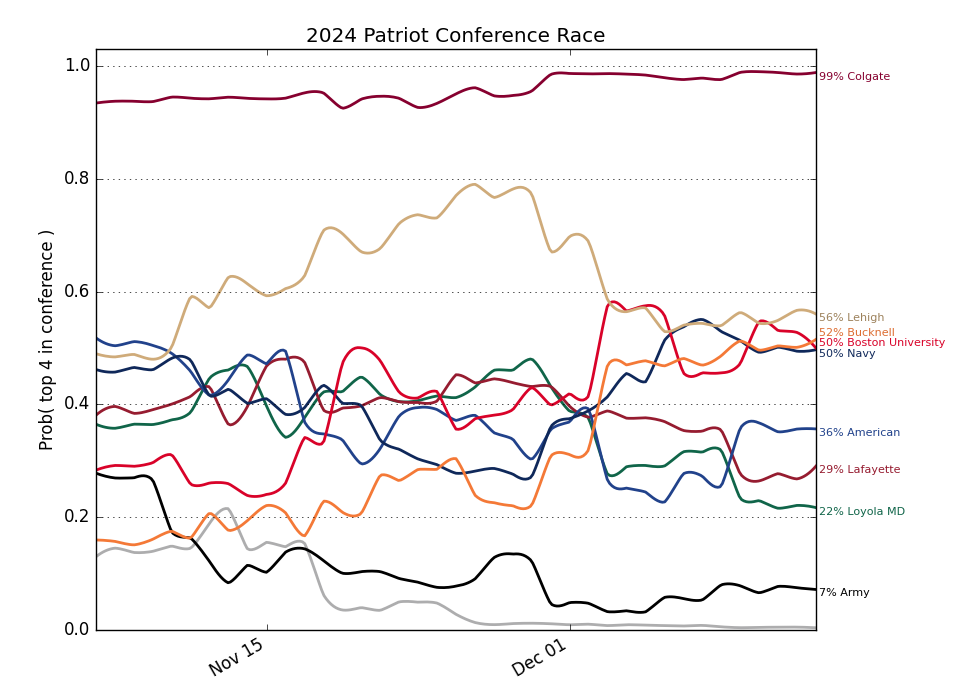 2024 Patriot Conference Race
Prob( top 4 in conference )
1.0
0.8
0.6
0.4
0.2
0.0
Nov 15
Dec 01
99% Colgate
56% Lehigh
52% Bucknell
50% Boston University
50% Navy
36% American
29% Lafayette
22% Loyola MD
7% Army